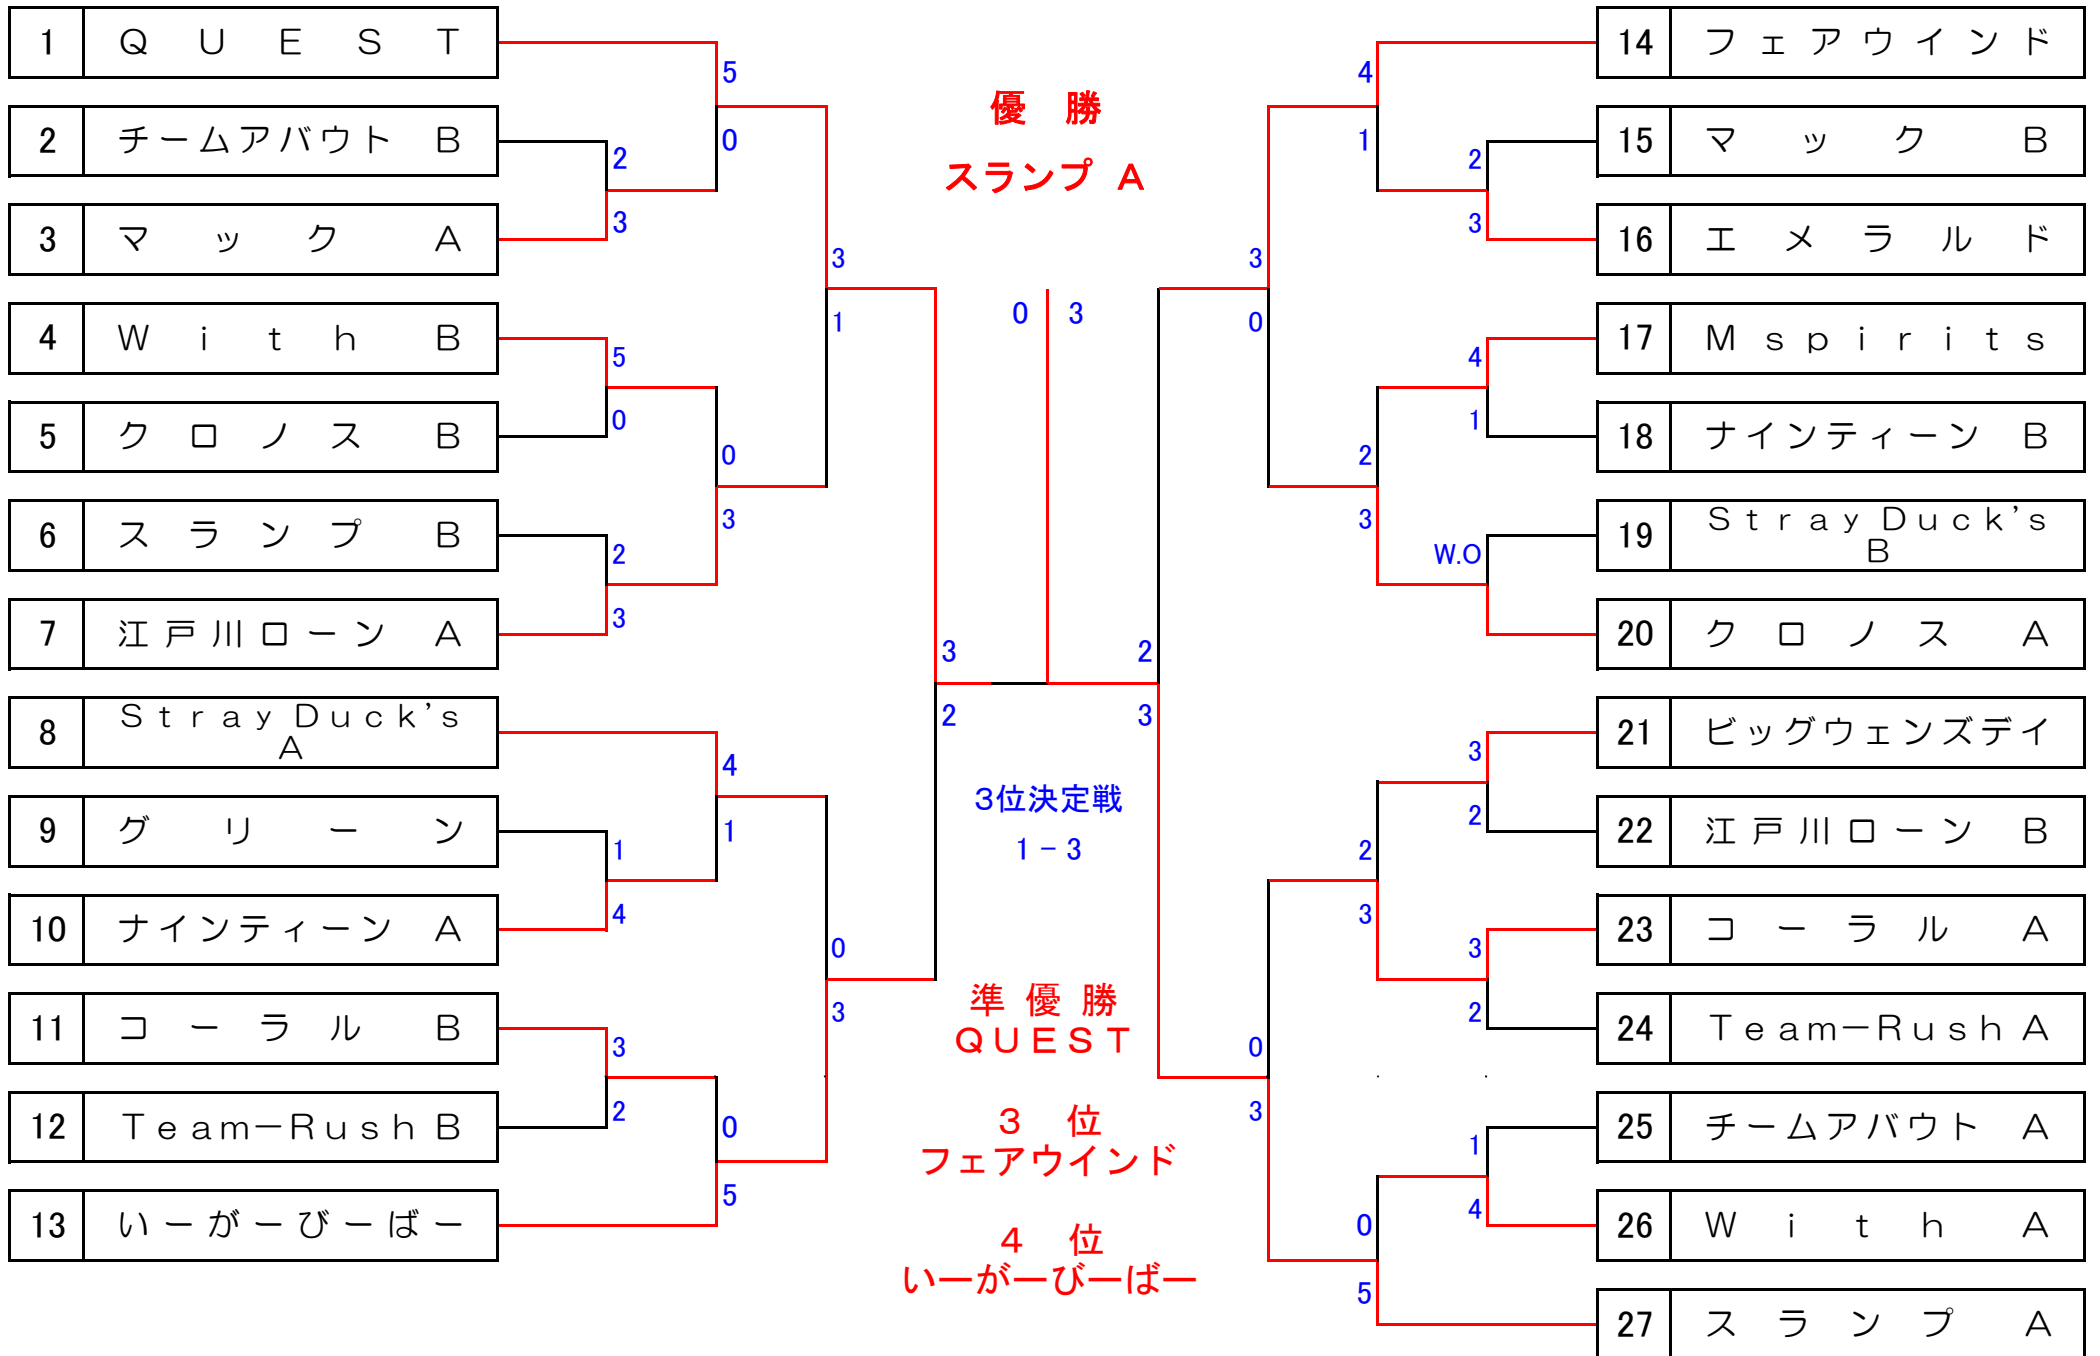 1 QUEST
2 チームアバウト B
3 マック A
4 With B
5 クロノス B
6 スランプ B
7 江戸川ローン A
8 Stray Duck's A
9 グリーン
10 ナインティーン A
11 コーラル B
12 Team-Rush B
13 いーがーびーばー
5
0
2
3
5
0
2
3
0
3
3
1
4
1
1
4
3
2
0
5
0
3
3
2
優 勝
スランプ A
0 3
3位決定戦
1 - 3
準優勝
QUEST
3 位
フェアウインド
4 位
いーがーびーばー
4
1
2
3
3
0
4
1
2
3
W.O
2
3
3
2
2
3
3
2
0
3
1
4
0
5
14 フェアウインド
15 マック B
16 エメラルド
17 Mspirits
18 ナインティーン B
19 Stray Duck's B
20 クロノス A
21 ビッグウェンズデイ
22 江戸川ローン B
23 コーラル A
24 Team-Rush A
25 チームアバウト A
26 With A
27 スランプ A